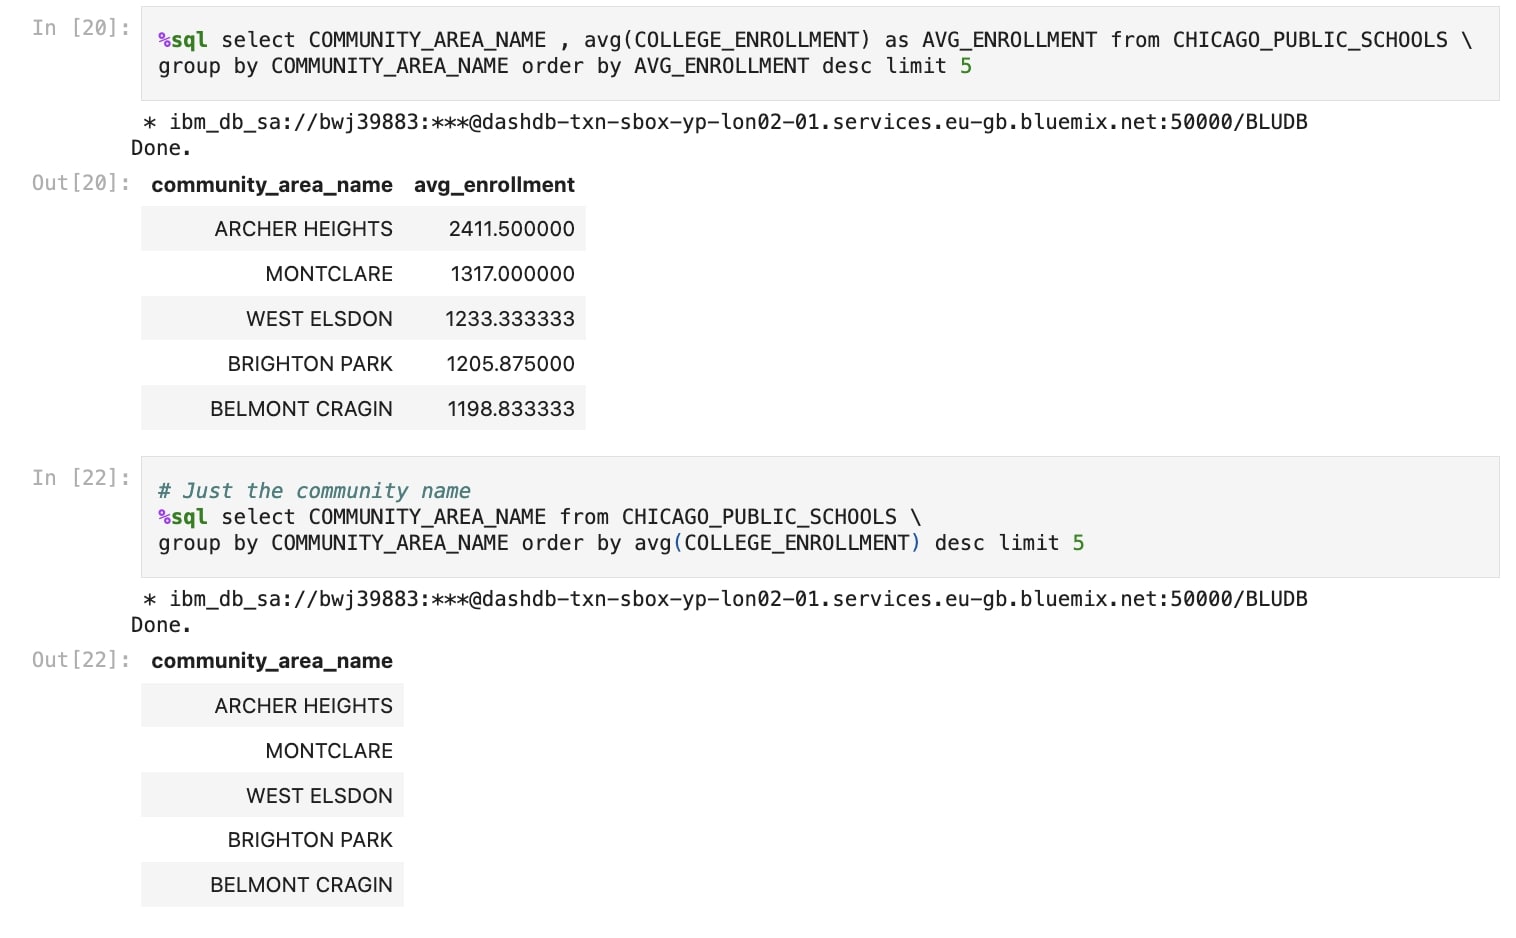 In [20]:
%sql select COMMUNITY_AREA_NAME , avg(COLLEGE_ENROLLMENT) as AVG_ENROLLMENT from CHICAGO_PUBLIC_SCHOOLS \
group by COMMUNITY_AREA_NAME order by AVG_ENROLLMENT desc limit 5
* ibm_db_sa://bwj39883:***@dashdb-txn-sbox-yp-lon02-01.services.eu-gb.bluemix.net:50000/BLUDB
Done.
Out[20]:
community_area_name avg_enrollment
ARCHER HEIGHTS 2411.500000
MONTCLARE 1317.000000
WEST ELSDON 1233.333333
BRIGHTON PARK 1205.875000
BELMONT CRAGIN 1198.833333
In [22]:
# Just the community name
%sql select COMMUNITY_AREA_NAME from CHICAGO_PUBLIC_SCHOOLS \
group by COMMUNITY_AREA_NAME order by avg(COLLEGE_ENROLLMENT) desc limit 5
* ibm_db_sa://bwj39883:***@dashdb-txn-sbox-yp-lon02-01.services.eu-gb.bluemix.net:50000/BLUDB
Done.
Out[22]:
community_area_name
ARCHER HEIGHTS
MONTCLARE
WEST ELSDON
BRIGHTON PARK
BELMONT CRAGIN